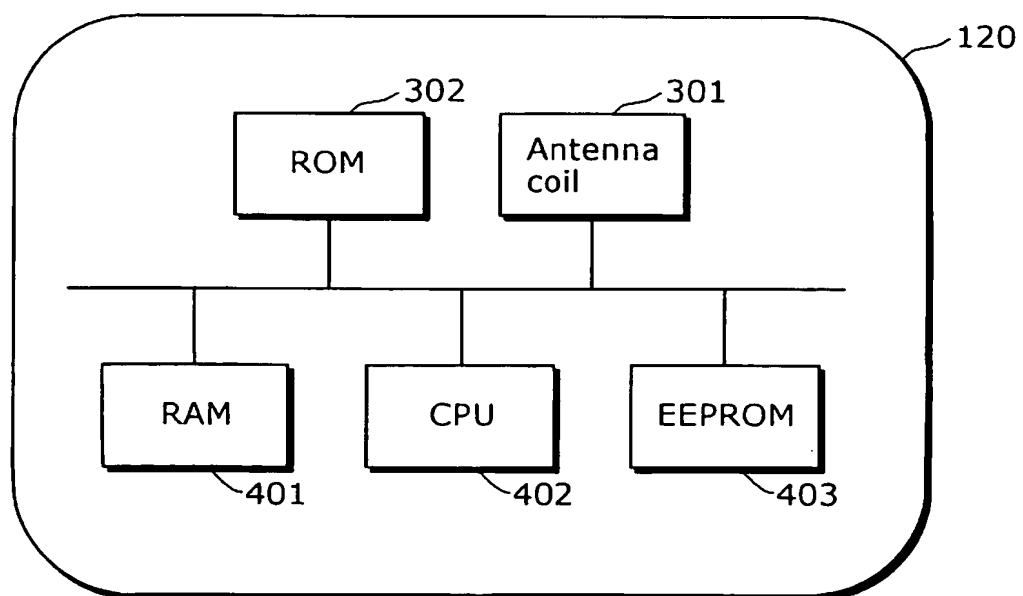 120
302
301
ROM
Antenna
coil
RAM
CPU
EEPROM
401
402
403